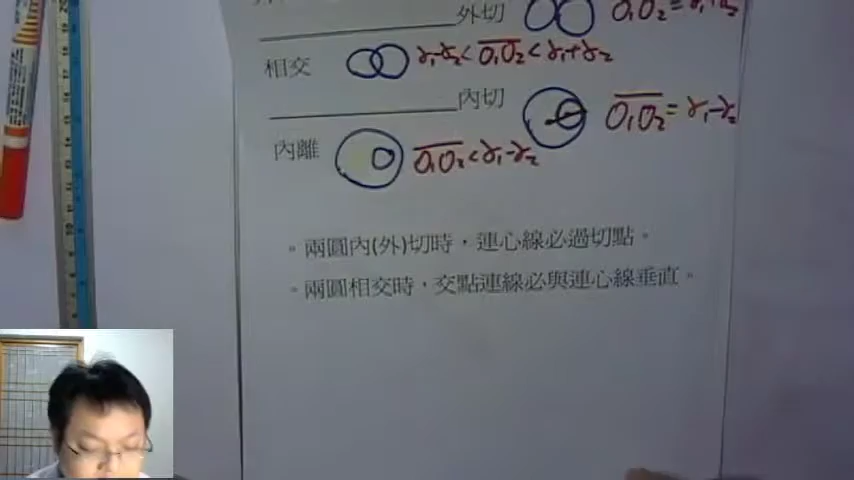 外切 O₁O₂ = r₁+r₂
相交 r₁-r₂ < O₁O₂ < r₁+r₂
內切 O₁O₂ = r₁-r₂
內離 O₁O₂ < r₁-r₂
。兩圓內(外)切時，連心線必過切點。
。兩圓相交時，交點連線必與連心線垂直。